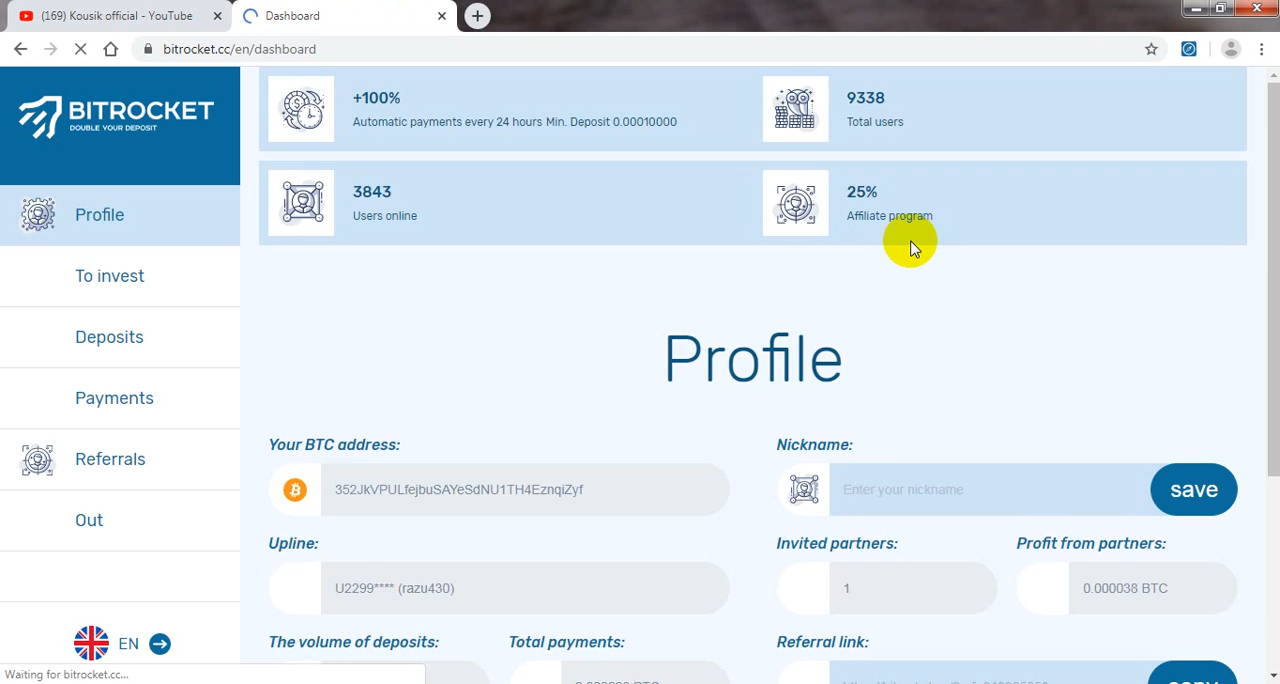 (169) Kousik official - YouTube
Dashboard
bitrocket.cc/en/dashboard
BITROCKET
DOUBLE YOUR DEPOSIT
+100%
Automatic payments every 24 hours Min. Deposit 0.00010000
9338
Total users
3843
Users online
25%
Affiliate program
Profile
To invest
Deposits
Payments
Referrals
Out
EN
Profile
Your BTC address:
352JkVPULfejbuSAYeSdNU1TH4EznqiZyf
Nickname:
Enter your nickname
save
Upline:
U2299**** (razu430)
Invited partners:
1
Profit from partners:
0.000038 BTC
The volume of deposits:
Total payments:
Referral link:
Waiting for bitrocket.cc...